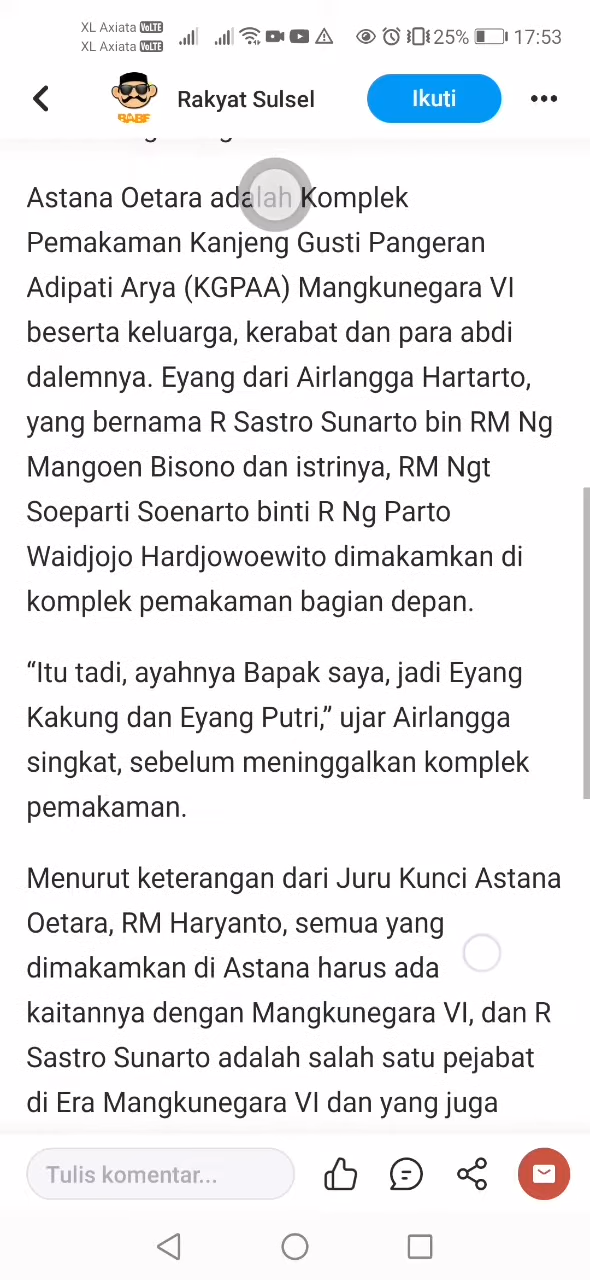 XL Axiata VoLTE
XL Axiata VoLTE
25% 17:53
Rakyat Sulsel
Ikuti
Astana Oetara adalah Komplek
Pemakaman Kanjeng Gusti Pangeran
Adipati Arya (KGPAA) Mangkunegara VI
beserta keluarga, kerabat dan para abdi
dalemnya. Eyang dari Airlangga Hartarto,
yang bernama R Sastro Sunarto bin RM Ng
Mangoen Bisono dan istrinya, RM Ngt
Soeparti Soenarto binti R Ng Parto
Waidjojo Hardjowoewito dimakamkan di
komplek pemakaman bagian depan.
“Itu tadi, ayahnya Bapak saya, jadi Eyang
Kakung dan Eyang Putri,” ujar Airlangga
singkat, sebelum meninggalkan komplek
pemakaman.
Menurut keterangan dari Juru Kunci Astana
Oetara, RM Haryanto, semua yang
dimakamkan di Astana harus ada
kaitannya dengan Mangkunegara VI, dan R
Sastro Sunarto adalah salah satu pejabat
di Era Mangkunegara VI dan yang juga
Tulis komentar...